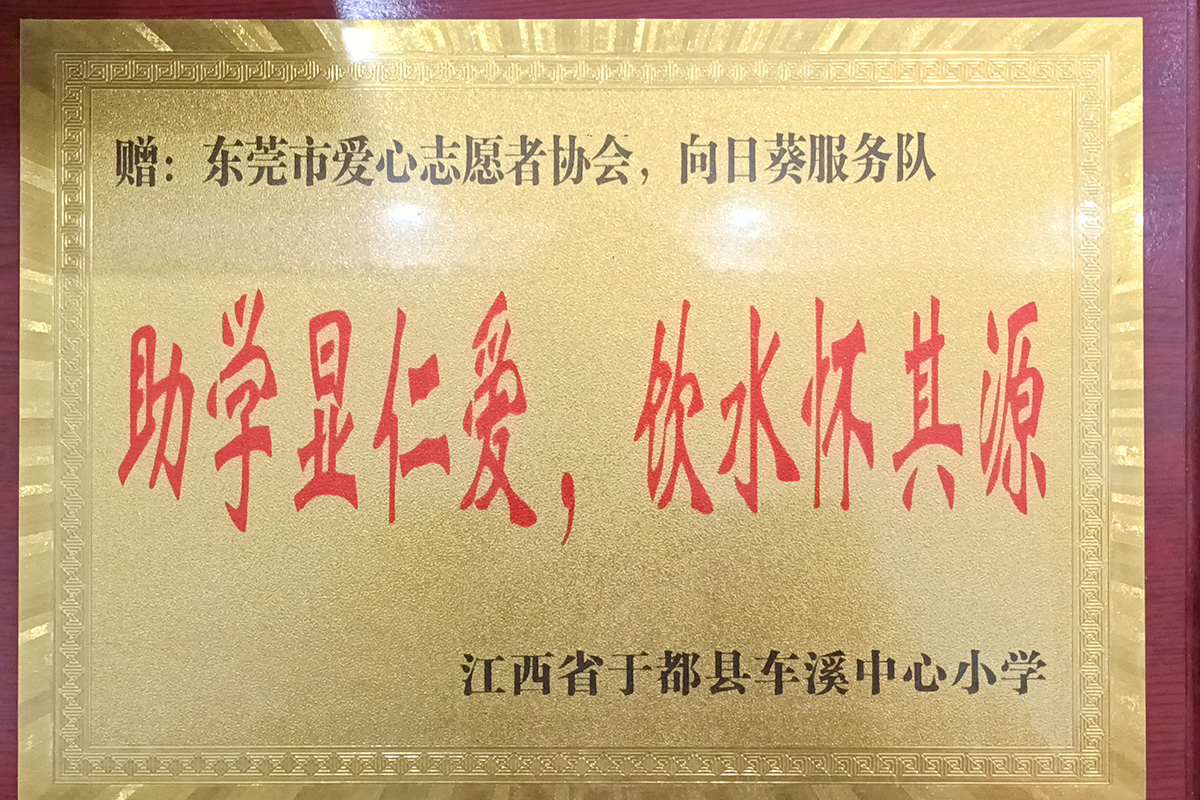 赠：东莞市爱心志愿者协会，向日葵服务队
助学显仁爱，饮水怀其源
江西省于都县车溪中心小学